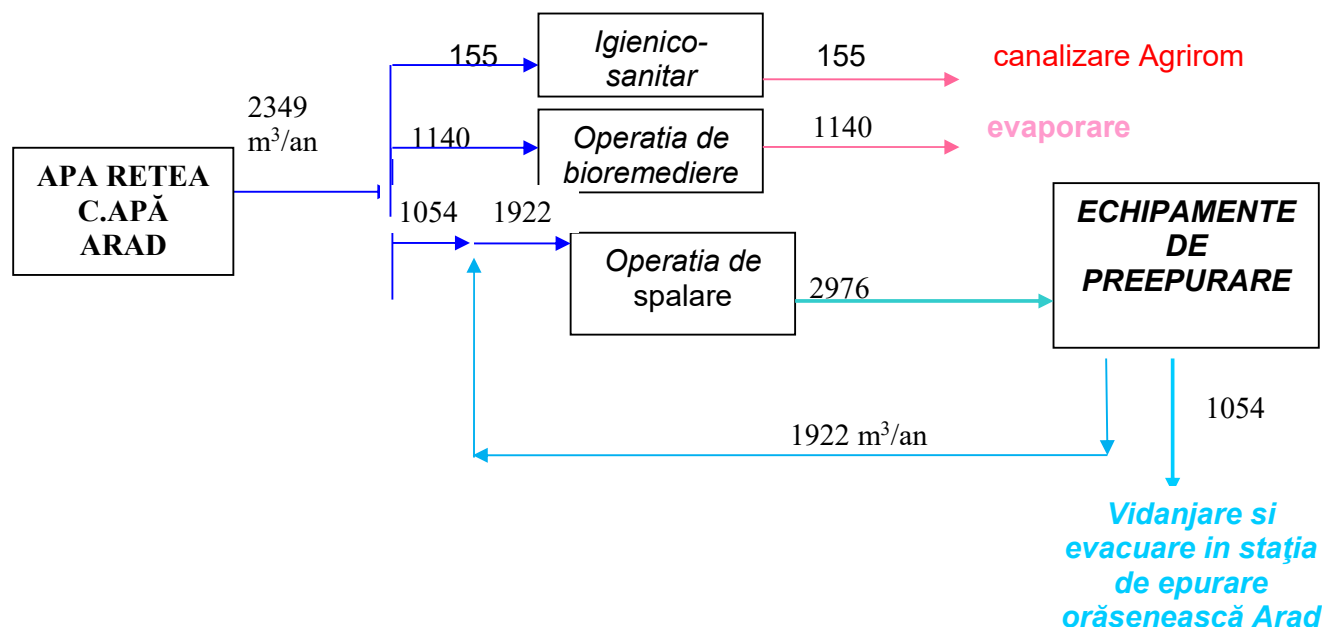 155
Igienico-
sanitar
155
canalizare Agrirom
2349
m³/an
1140
Operatia de
bioremediere
1140
evaporare
APA RETEA
C.APĂ
ARAD
1054
1922
Operatia de
spalare
2976
ECHIPAMENTE
DE
PREEPURARE
1054
1922 m³/an
Vidanjare si
evacuare in staţia
de epurare
orăsenească Arad